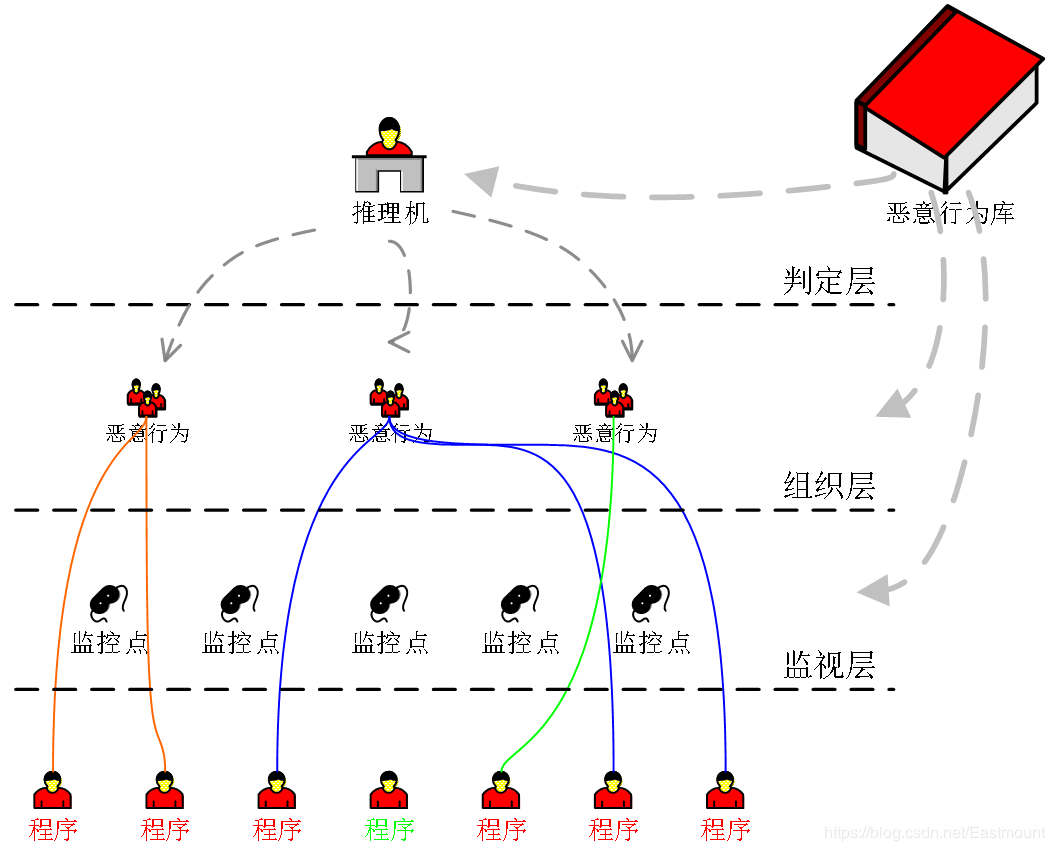 推理机
恶意行为库
判定层
恶意行为
恶意行为
恶意行为
组织层
监控点
监控点
监控点
监控点
监控点
监视层
程序
程序
程序
程序
程序
程序
程序
https://blog.csdn.net/Eastmount